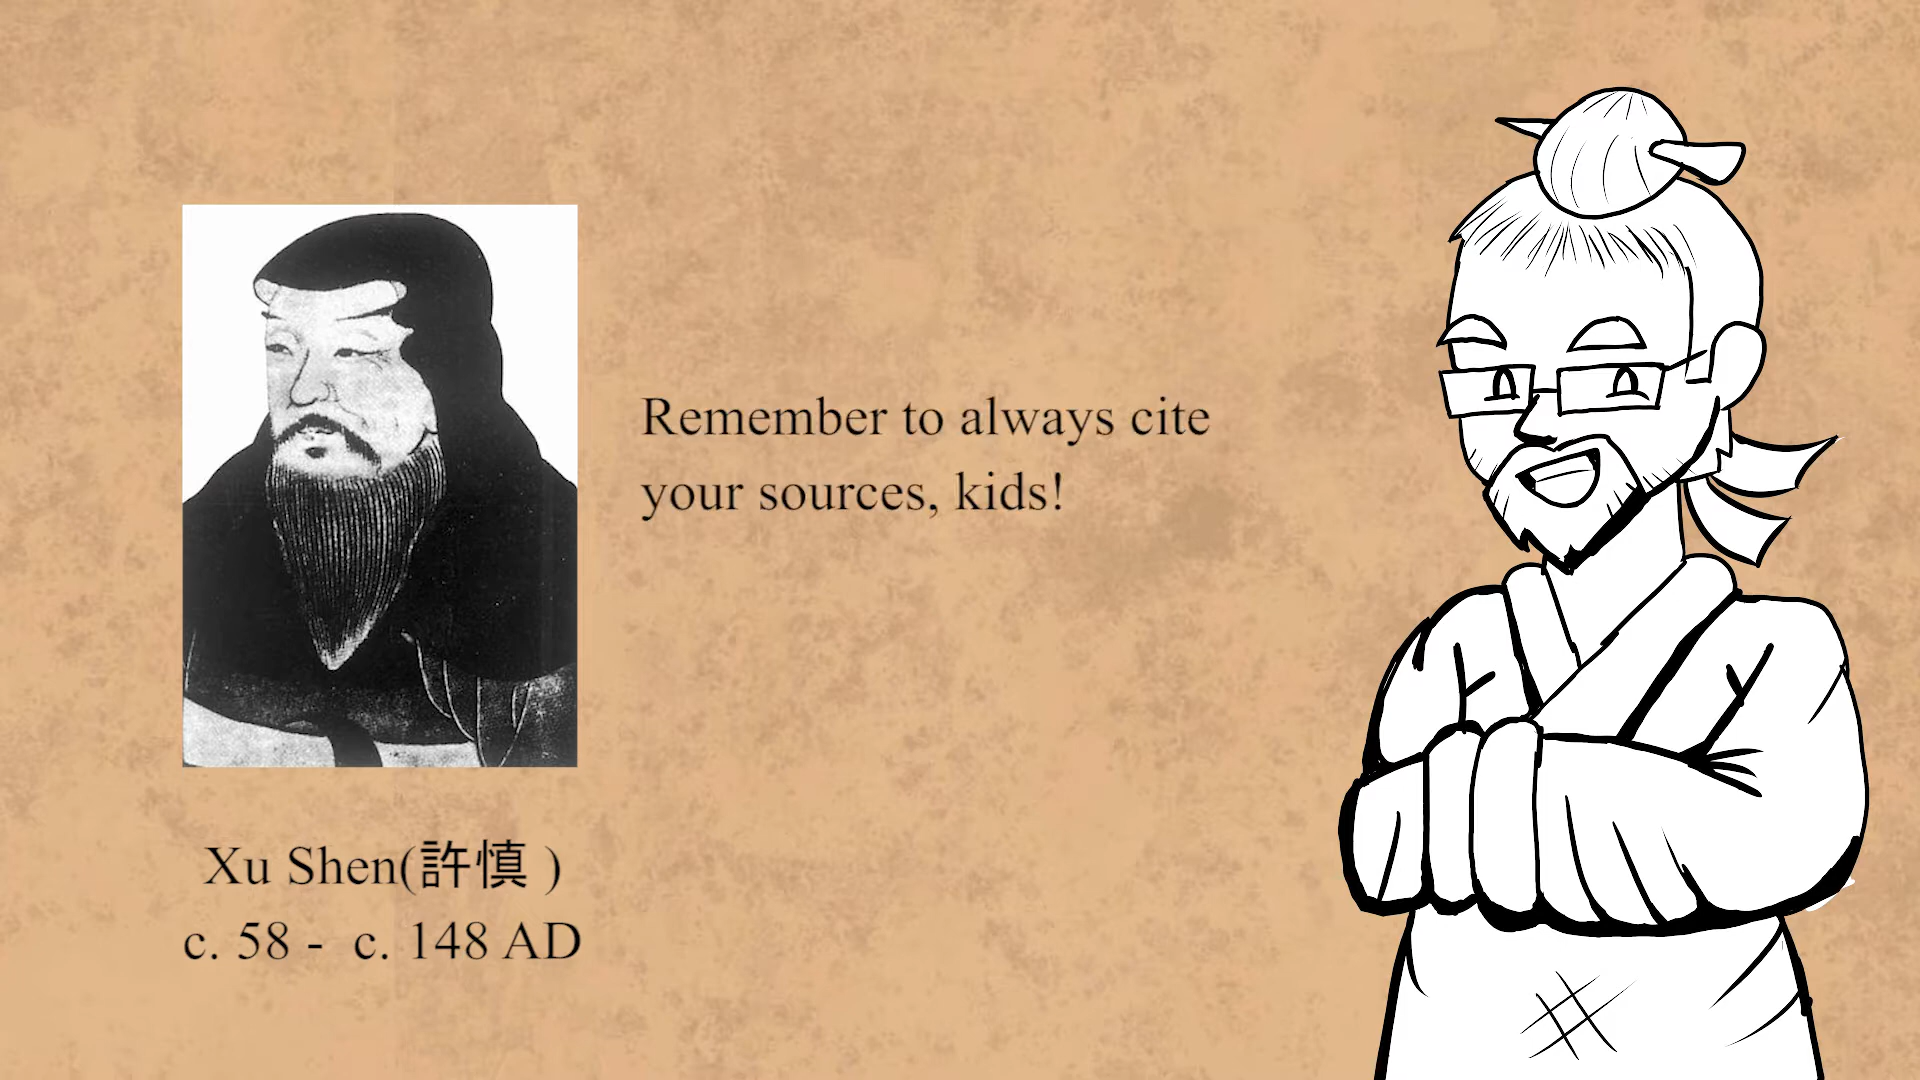 Remember to always cite
your sources, kids!
Xu Shen(許慎 )
c. 58 -  c. 148 AD